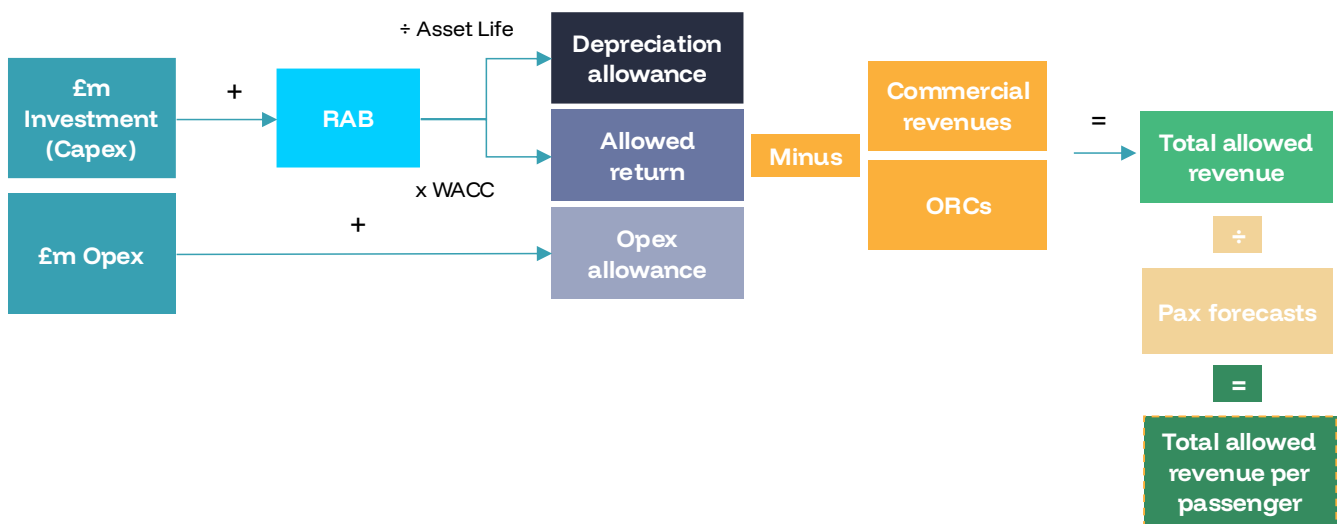 £m
Investment
(Capex)
+
RAB
÷ Asset Life
x WACC
Depreciation
allowance
Allowed
return
£m Opex
+
Opex
allowance
Minus
Commercial
revenues
ORCs
=
Total allowed
revenue
÷
Pax forecasts
=
Total allowed
revenue per
passenger